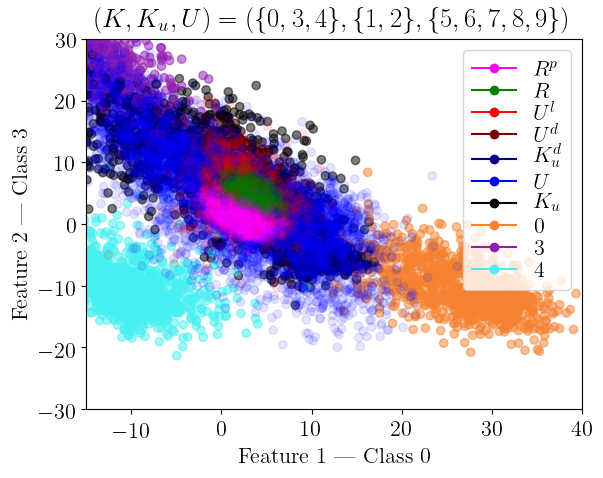 (K, K_u, U) = ({0, 3, 4}, {1, 2}, {5, 6, 7, 8, 9})
30
20
10
0
−10
−20
−30
Feature 2 — Class 3
R^p
R
U^l
U^d
K_u^d
U
K_u
0
3
4
−10
0
10
20
30
40
Feature 1 — Class 0